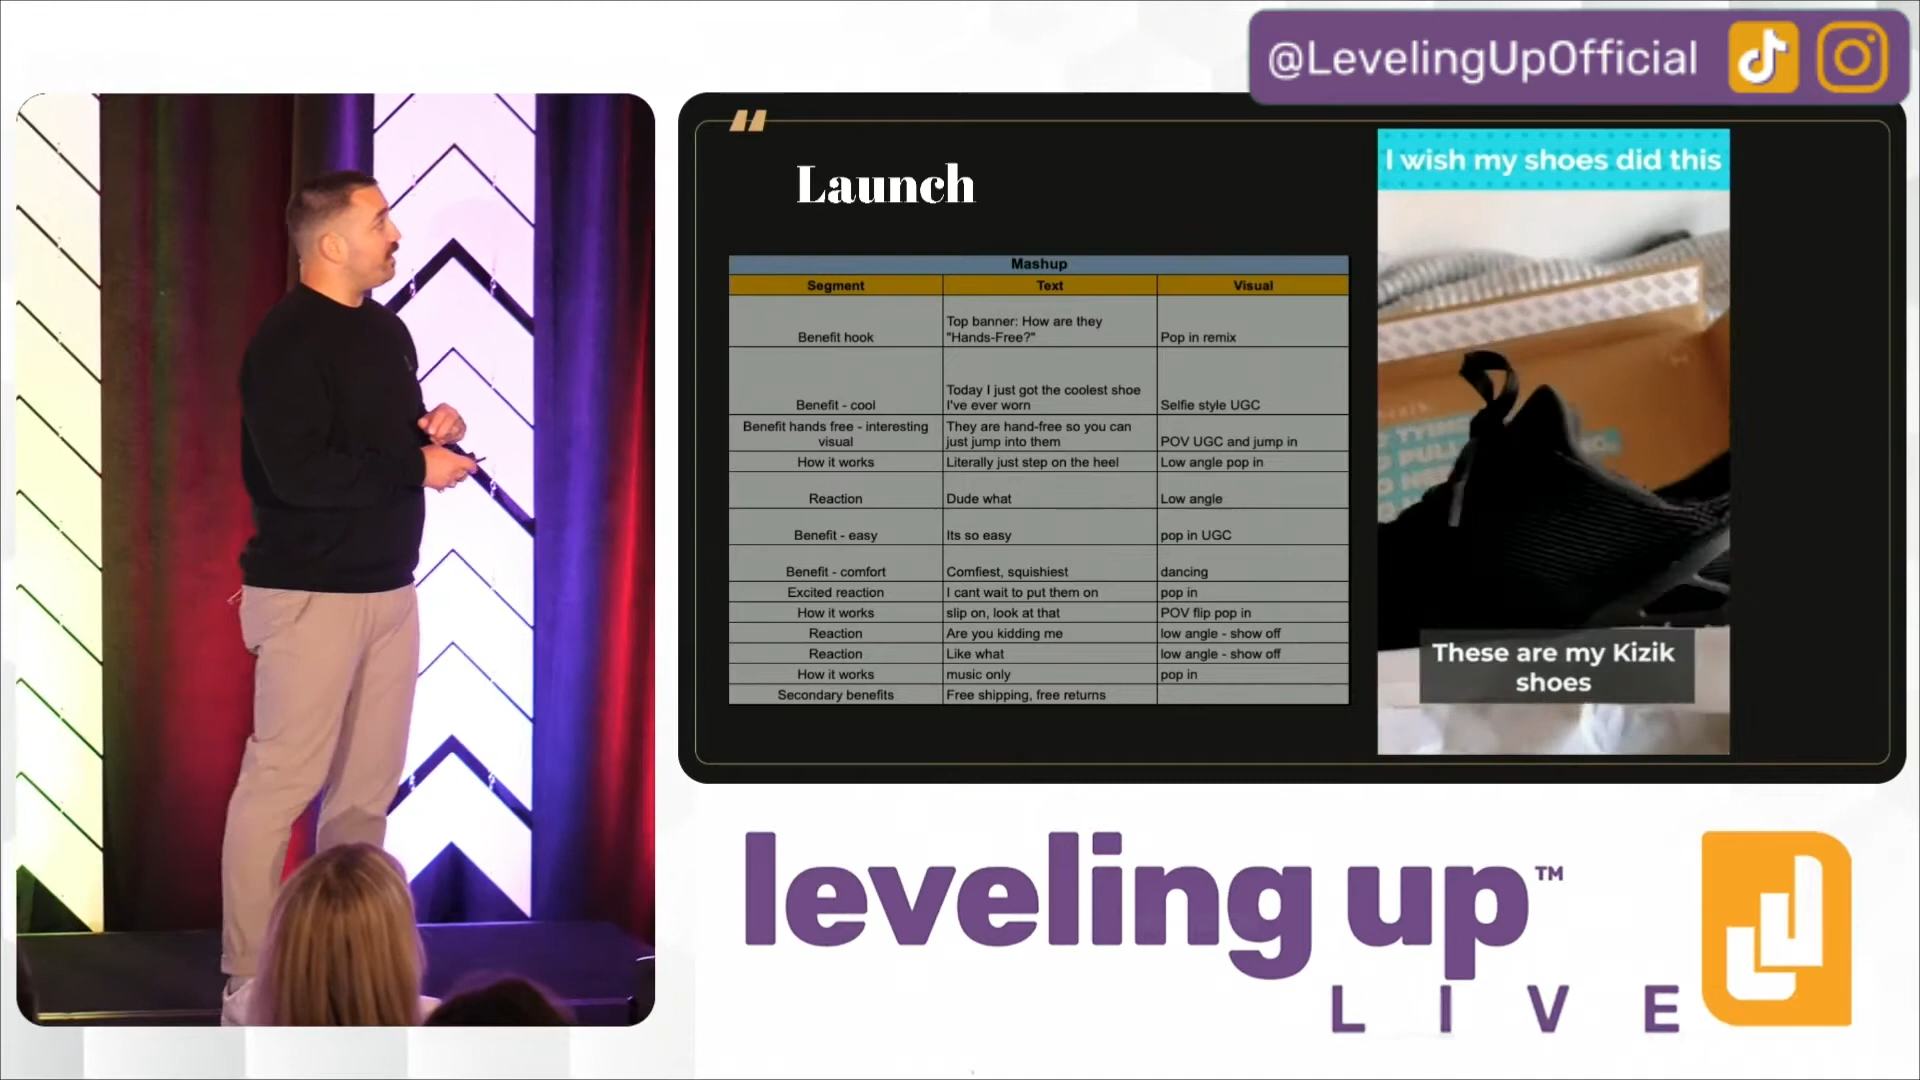 @LevelingUpOfficial
Launch
Mashup
Segment Text Visual
Benefit hook Top banner: How are they "Hands-Free?" Pop in remix
Benefit - cool Today I just got the coolest shoe I've ever worn Selfie style UGC
Benefit hands free - interesting visual They are hand-free so you can just jump into them POV UGC and jump in
How it works Literally just step on the heel Low angle pop in
Reaction Dude what Low angle
Benefit - easy Its so easy pop in UGC
Benefit - comfort Comfiest, squishiest dancing
Excited reaction I cant wait to put them on pop in
How it works slip on, look at that POV flip pop in
Reaction Are you kidding me low angle - show off
Reaction Like what low angle - show off
How it works music only pop in
Secondary benefits Free shipping, free returns
I wish my shoes did this
These are my Kizik
shoes
leveling up™
LIVE